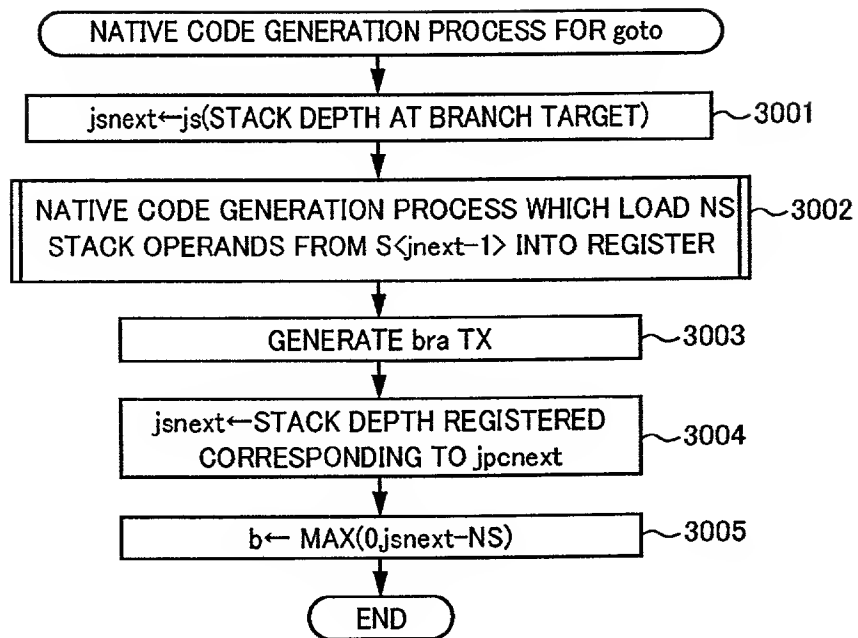 NATIVE CODE GENERATION PROCESS FOR goto
jsnext←js(STACK DEPTH AT BRANCH TARGET)
3001
NATIVE CODE GENERATION PROCESS WHICH LOAD NS
STACK OPERANDS FROM S<jnext-1> INTO REGISTER
3002
GENERATE bra TX
3003
jsnext←STACK DEPTH REGISTERED
CORRESPONDING TO jpcnext
3004
b← MAX(0,jsnext-NS)
3005
END